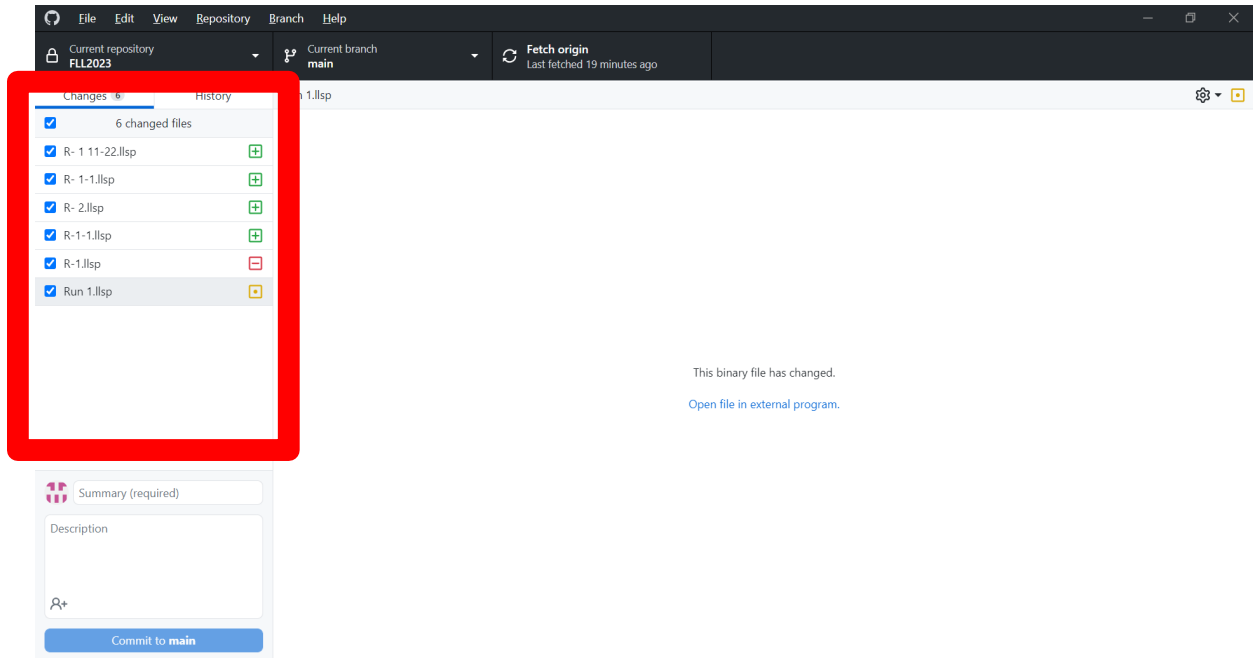 File Edit View Repository Branch Help
Current repository
FLL2023
Current branch
main
Fetch origin
Last fetched 19 minutes ago
Changes 6 History
1.llsp
6 changed files
R- 1 11-22.llsp
R- 1-1.llsp
R- 2.llsp
R-1-1.llsp
R-1.llsp
Run 1.llsp
This binary file has changed.
Open file in external program.
Summary (required)
Description
Commit to main